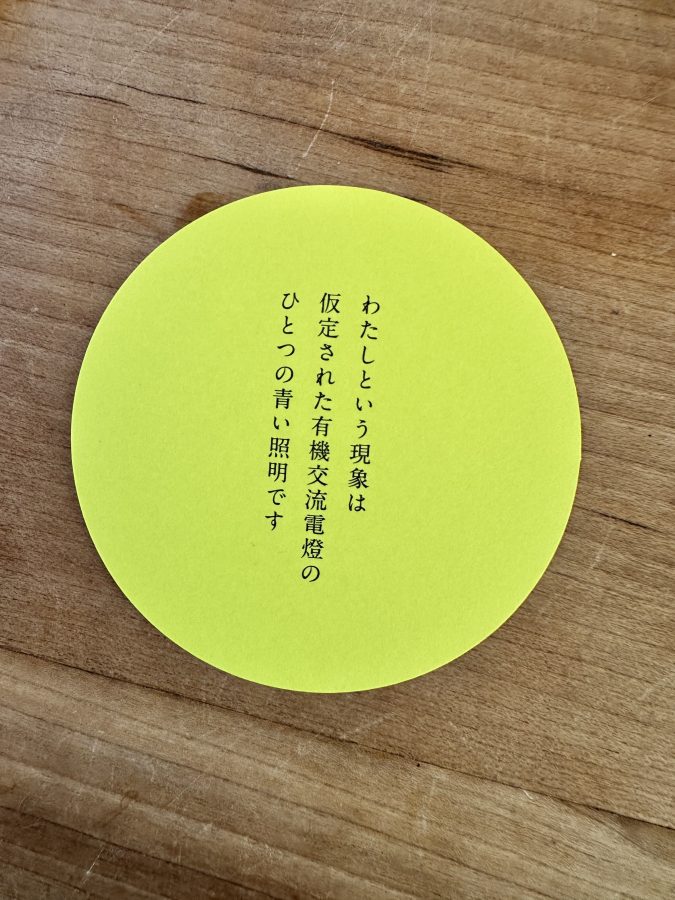 わたしという現象は
仮定された有機交流電燈の
ひとつの青い照明です